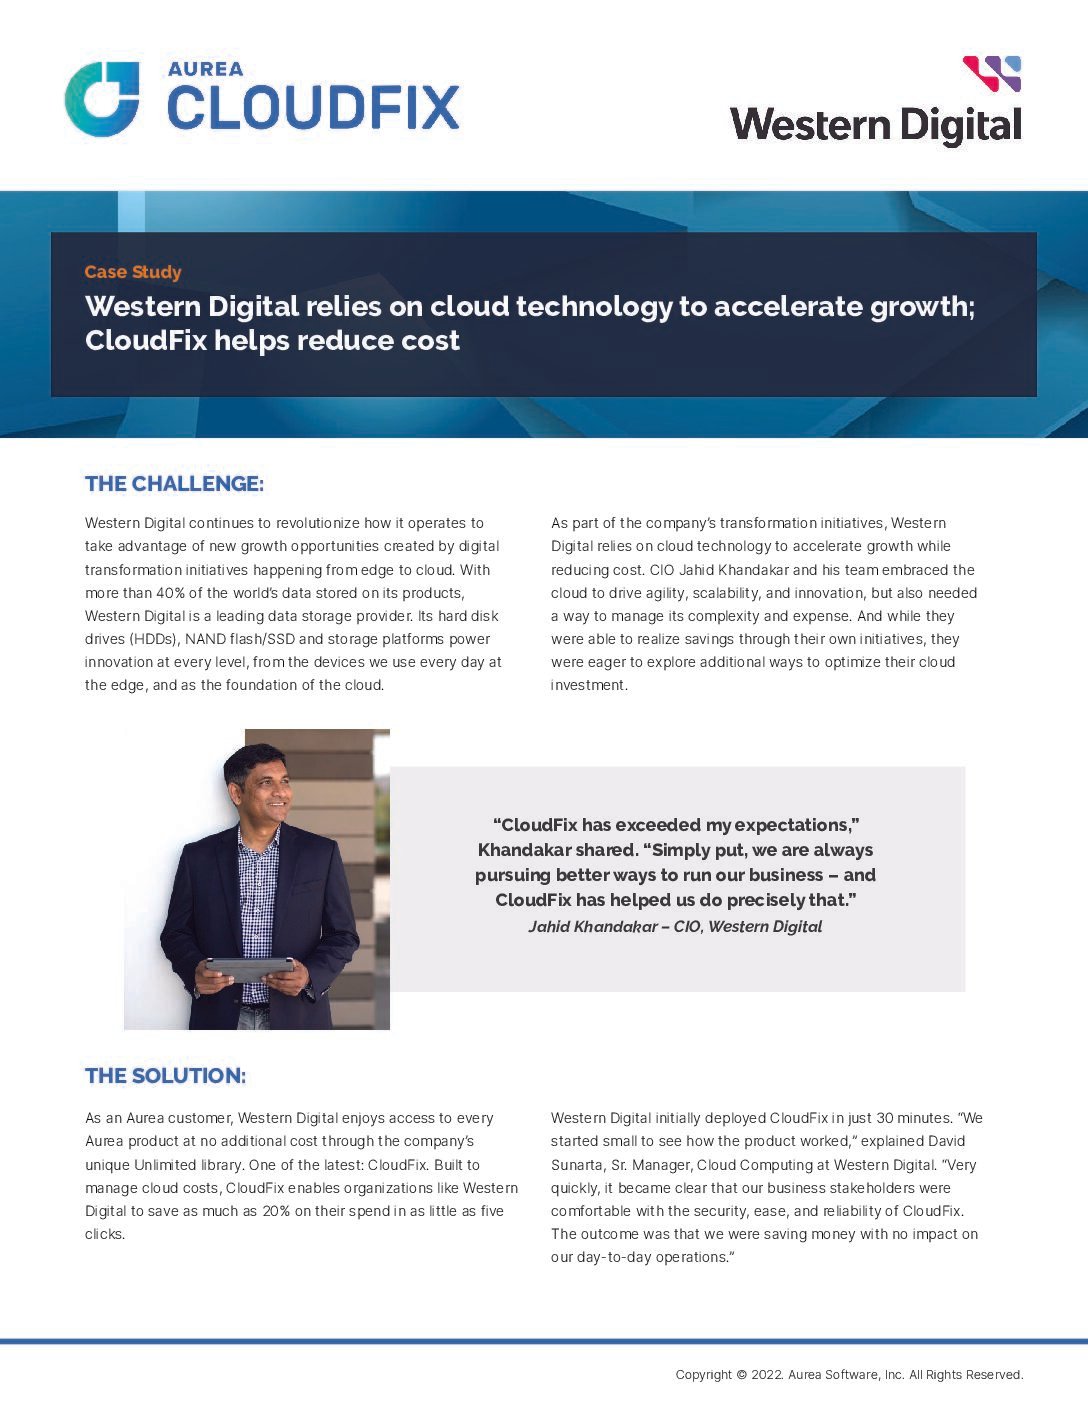 AUREA
CLOUDFIX
Western Digital
Case Study
Western Digital relies on cloud technology to accelerate growth;
CloudFix helps reduce cost
THE CHALLENGE:
Western Digital continues to revolutionize how it operates to
take advantage of new growth opportunities created by digital
transformation initiatives happening from edge to cloud. With
more than 40% of the world’s data stored on its products,
Western Digital is a leading data storage provider. Its hard disk
drives (HDDs), NAND flash/SSD and storage platforms power
innovation at every level, from the devices we use every day at
the edge, and as the foundation of the cloud.
As part of the company’s transformation initiatives, Western
Digital relies on cloud technology to accelerate growth while
reducing cost. CIO Jahid Khandakar and his team embraced the
cloud to drive agility, scalability, and innovation, but also needed
a way to manage its complexity and expense. And while they
were able to realize savings through their own initiatives, they
were eager to explore additional ways to optimize their cloud
investment.
“CloudFix has exceeded my expectations,”
Khandakar shared. “Simply put, we are always
pursuing better ways to run our business – and
CloudFix has helped us do precisely that.”
Jahid Khandakar – CIO, Western Digital
THE SOLUTION:
As an Aurea customer, Western Digital enjoys access to every
Aurea product at no additional cost through the company’s
unique Unlimited library. One of the latest: CloudFix. Built to
manage cloud costs, CloudFix enables organizations like Western
Digital to save as much as 20% on their spend in as little as five
clicks.
Western Digital initially deployed CloudFix in just 30 minutes. “We
started small to see how the product worked,” explained David
Sunarta, Sr. Manager, Cloud Computing at Western Digital. “Very
quickly, it became clear that our business stakeholders were
comfortable with the security, ease, and reliability of CloudFix.
The outcome was that we were saving money with no impact on
our day-to-day operations.”
Copyright © 2022. Aurea Software, Inc. All Rights Reserved.